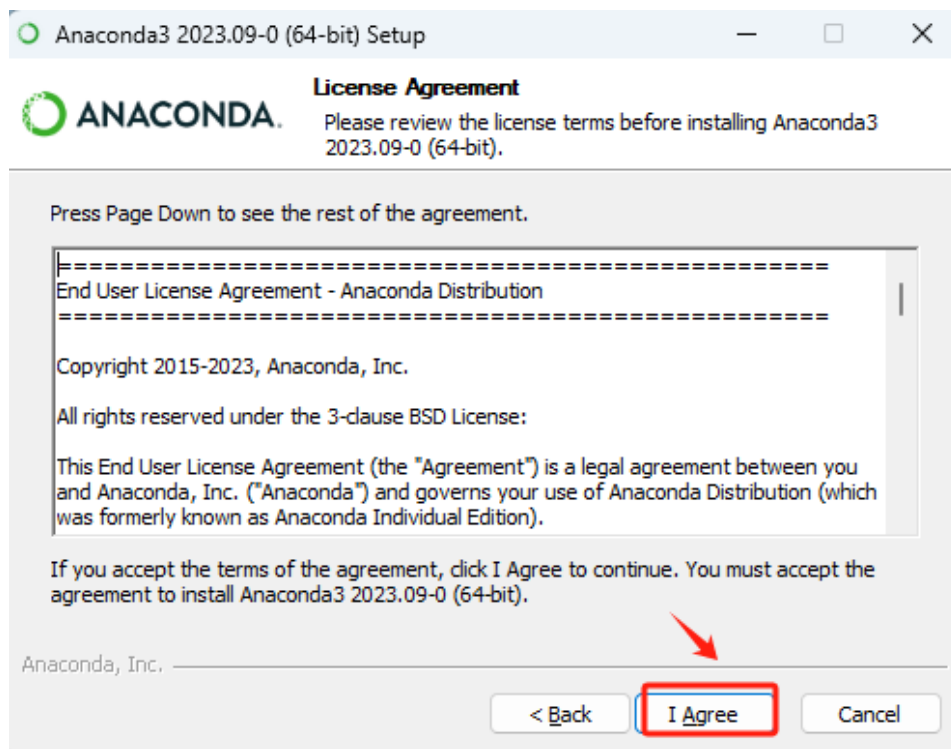 Anaconda3 2023.09-0 (64-bit) Setup
ANACONDA.
License Agreement
Please review the license terms before installing Anaconda3
2023.09-0 (64-bit).
Press Page Down to see the rest of the agreement.
==================================================
End User License Agreement - Anaconda Distribution
==================================================
Copyright 2015-2023, Anaconda, Inc.
All rights reserved under the 3-clause BSD License:
This End User License Agreement (the "Agreement") is a legal agreement between you
and Anaconda, Inc. ("Anaconda") and governs your use of Anaconda Distribution (which
was formerly known as Anaconda Individual Edition).
If you accept the terms of the agreement, click I Agree to continue. You must accept the
agreement to install Anaconda3 2023.09-0 (64-bit).
Anaconda, Inc.
< Back
I Agree
Cancel